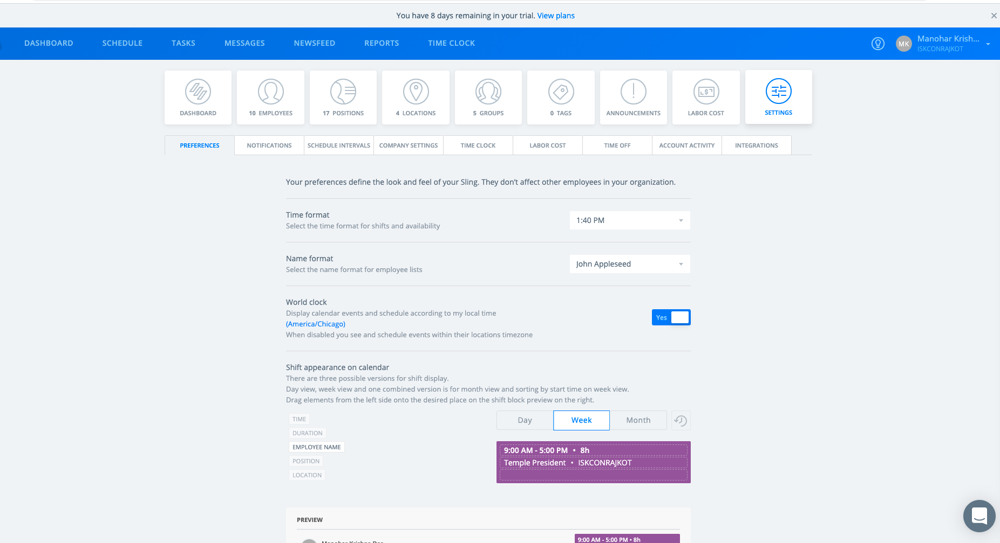 You have 8 days remaining in your trial. View plans
DASHBOARD SCHEDULE TASKS MESSAGES NEWSFEED REPORTS TIME CLOCK
MK
Manohar Krish...
ISKCONRAJKOT
DASHBOARD
10 EMPLOYEES
17 POSITIONS
4 LOCATIONS
5 GROUPS
0 TAGS
ANNOUNCEMENTS
LABOR COST
SETTINGS
PREFERENCES NOTIFICATIONS SCHEDULE INTERVALS COMPANY SETTINGS TIME CLOCK LABOR COST TIME OFF ACCOUNT ACTIVITY INTEGRATIONS
Your preferences define the look and feel of your Sling. They don't affect other employees in your organization.
Time format
Select the time format for shifts and availability
1:40 PM
Name format
Select the name format for employee lists
John Appleseed
World clock
Display calendar events and schedule according to my local time
(America/Chicago)
When disabled you see and schedule events within their locations timezone
Yes
Shift appearance on calendar
There are three possible versions for shift display.
Day view, week view and one combined version is for month view and sorting by start time on week view.
Drag elements from the left side onto the desired place on the shift block preview on the right.
TIME
DURATION
EMPLOYEE NAME
POSITION
LOCATION
Day Week Month
9:00 AM - 5:00 PM • 8h
Temple President • ISKCONRAJKOT
PREVIEW
9:00 AM - 5:00 PM • 8h